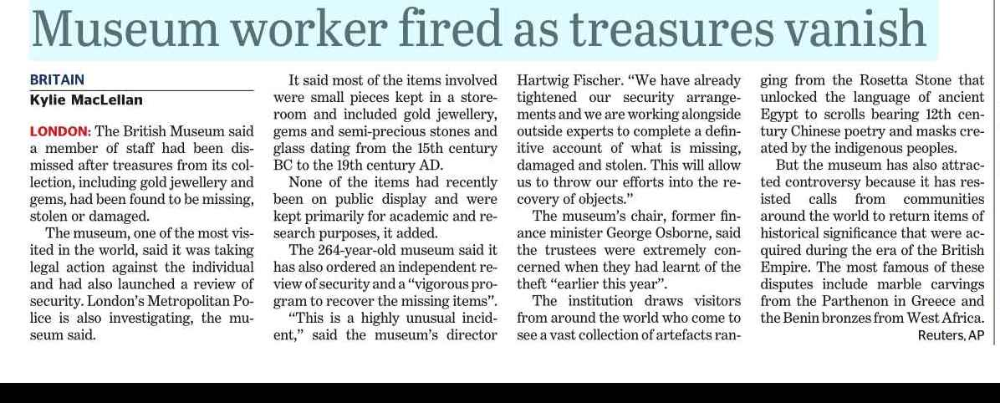 Museum worker fired as treasures vanish
BRITAIN
Kylie MacLellan
LONDON: The British Museum said
a member of staff had been dis-
missed after treasures from its col-
lection, including gold jewellery and
gems, had been found to be missing,
stolen or damaged.
The museum, one of the most vis-
ited in the world, said it was taking
legal action against the individual
and had also launched a review of
security. London's Metropolitan Po-
lice is also investigating, the mu-
seum said.
It said most of the items involved
were small pieces kept in a store-
room and included gold jewellery,
gems and semi-precious stones and
glass dating from the 15th century
BC to the 19th century AD.
None of the items had recently
been on public display and were
kept primarily for academic and re-
search purposes, it added.
The 264-year-old museum said it
has also ordered an independent re-
view of security and a “vigorous pro-
gram to recover the missing items”.
“This is a highly unusual incid-
ent,” said the museum's director
Hartwig Fischer. “We have already
tightened our security arrange-
ments and we are working alongside
outside experts to complete a defin-
itive account of what is missing,
damaged and stolen. This will allow
us to throw our efforts into the re-
covery of objects.”
The museum's chair, former fin-
ance minister George Osborne, said
the trustees were extremely con-
cerned when they had learnt of the
theft “earlier this year”.
The institution draws visitors
from around the world who come to
see a vast collection of artefacts ran-
ging from the Rosetta Stone that
unlocked the language of ancient
Egypt to scrolls bearing 12th cen-
tury Chinese poetry and masks cre-
ated by the indigenous peoples.
But the museum has also attrac-
ted controversy because it has res-
isted calls from communities
around the world to return items of
historical significance that were ac-
quired during the era of the British
Empire. The most famous of these
disputes include marble carvings
from the Parthenon in Greece and
the Benin bronzes from West Africa.
Reuters, AP